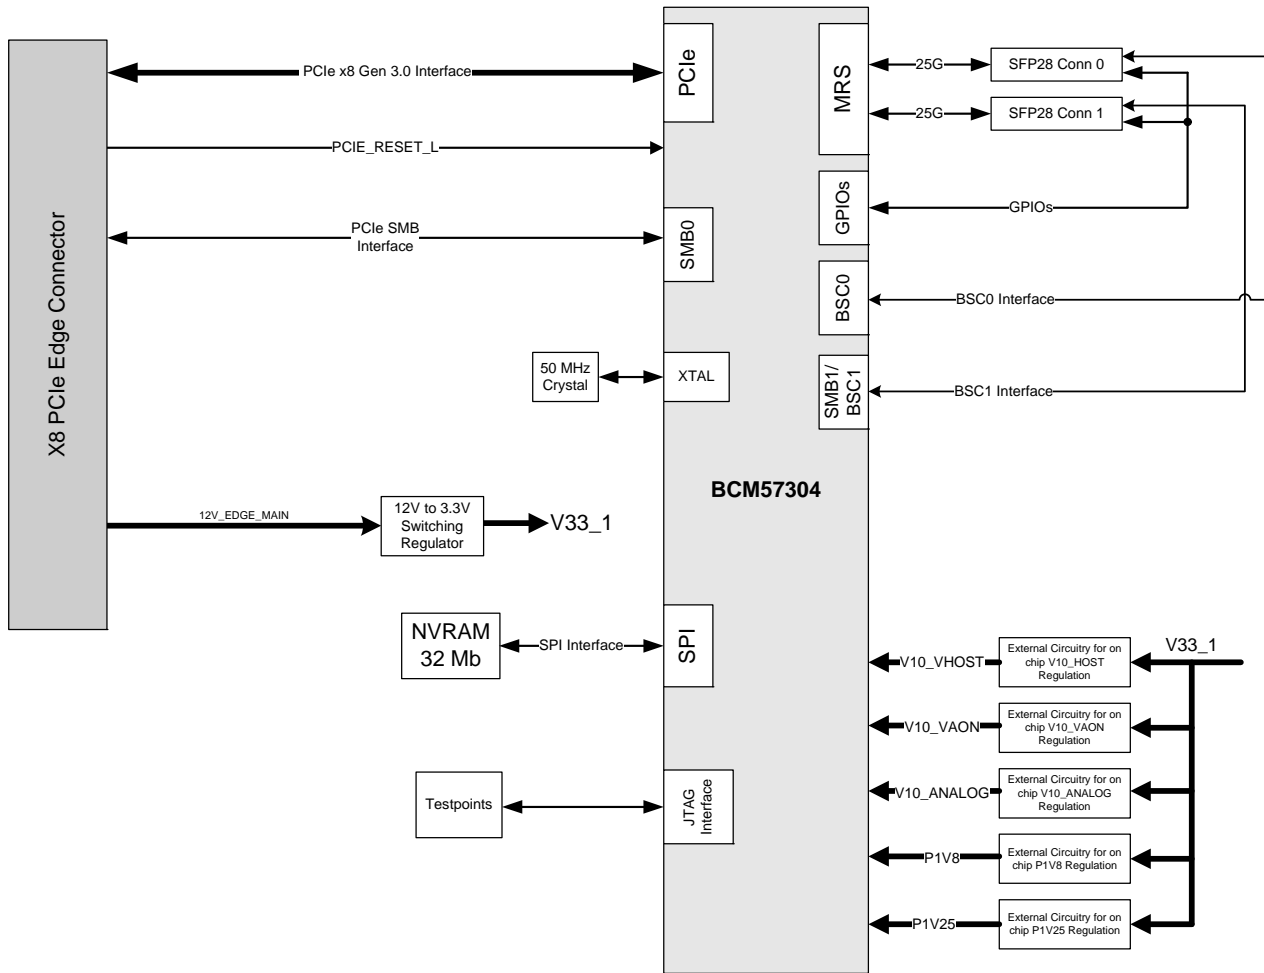 X8 PCIe Edge Connector
PCIe x8 Gen 3.0 Interface
PCIE_RESET_L
PCIe SMB
Interface
50 MHz
Crystal
12V_EDGE_MAIN
12V to 3.3V
Switching
Regulator
V33_1
NVRAM
32 Mb
SPI Interface
Testpoints
PCIe
SMB0
XTAL
SPI
JTAG
Interface
BCM57304
MRS
GPIOs
BSC0
SMB1/
BSC1
25G
SFP28 Conn 0
25G
SFP28 Conn 1
GPIOs
BSC0 Interface
BSC1 Interface
V33_1
V10_VHOST
External Circuitry for on
chip V10_HOST
Regulation
V10_VAON
External Circuitry for on
chip V10_VAON
Regulation
V10_ANALOG
External Circuitry for on
chip V10_ANALOG
Regulation
P1V8
External Circuitry for on
chip P1V8 Regulation
P1V25
External Circuitry for on
chip P1V25 Regulation